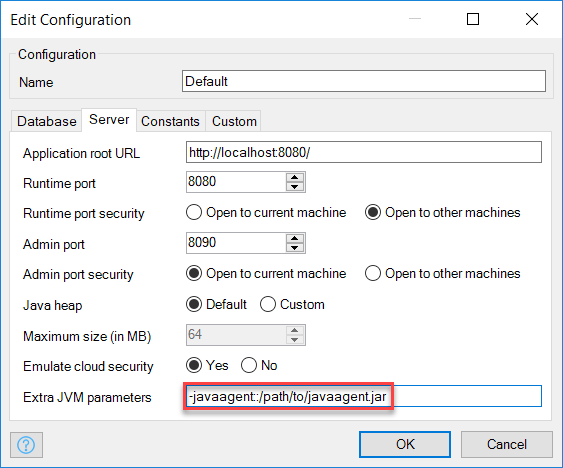 Edit Configuration
Configuration
Name Default
Database Server Constants Custom
Application root URL http://localhost:8080/
Runtime port 8080
Runtime port security Open to current machine Open to other machines
Admin port 8090
Admin port security Open to current machine Open to other machines
Java heap Default Custom
Maximum size (in MB) 64
Emulate cloud security Yes No
Extra JVM parameters -javaagent:/path/to/javaagent.jar
? OK Cancel